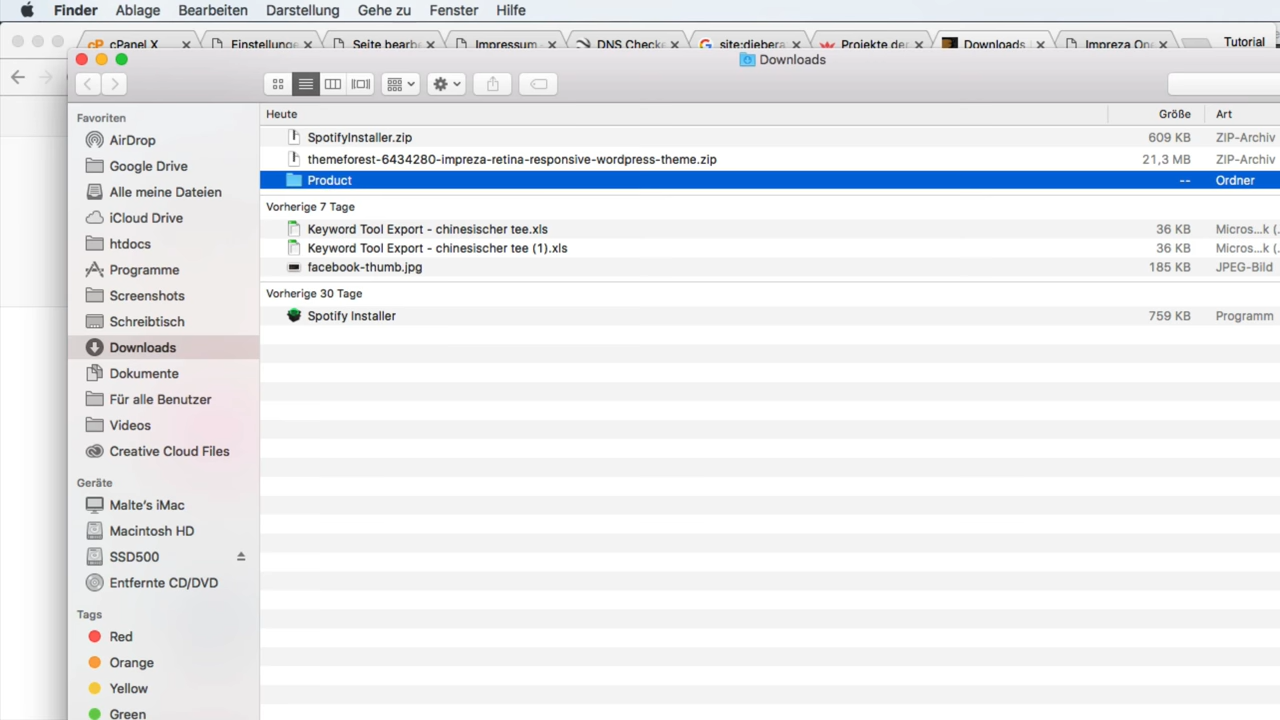 Finder Ablage Bearbeiten Darstellung Gehe zu Fenster Hilfe
cPanel X Einstellunge Seite bearb Impressum DNS Checke site:diebera Projekte der Downloads Impreza Ope Tutorial
Downloads
Favoriten
AirDrop
Google Drive
Alle meine Dateien
iCloud Drive
htdocs
Programme
Screenshots
Schreibtisch
Downloads
Dokumente
Für alle Benutzer
Videos
Creative Cloud Files
Geräte
Malte's iMac
Macintosh HD
SSD500
Entfernte CD/DVD
Tags
Red
Orange
Yellow
Green
Heute Größe Art
SpotifyInstaller.zip 609 KB ZIP-Archiv
themeforest-6434280-impreza-retina-responsive-wordpress-theme.zip 21,3 MB ZIP-Archiv
Product -- Ordner
Vorherige 7 Tage
Keyword Tool Export - chinesischer tee.xls 36 KB Micros...k (.
Keyword Tool Export - chinesischer tee (1).xls 36 KB Micros...k (.
facebook-thumb.jpg 185 KB JPEG-Bild
Vorherige 30 Tage
Spotify Installer 759 KB Programm